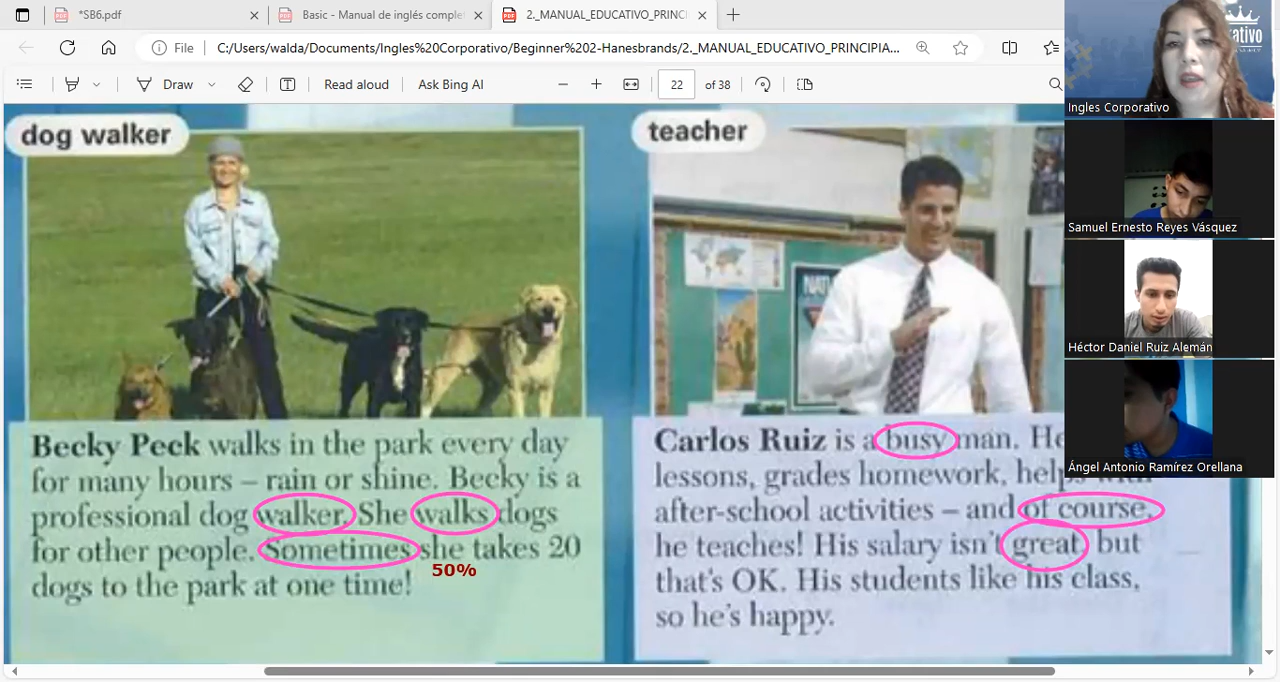 *SB6.pdf
Basic - Manual de inglés comple
2._MANUAL_EDUCATIVO_PRINCI
File
C:/Users/walda/Documents/Ingles%20Corporativo/Beginner%202-Hanesbrands/2._MANUAL_EDUCATIVO_PRINCIPIA...
Draw
Read aloud
Ask Bing AI
22 of 38
Ingles Corporativo
Samuel Ernesto Reyes Vásquez
Héctor Daniel Ruiz Alemán
Ángel Antonio Ramírez Orellana
dog walker
Becky Peck walks in the park every day
for many hours – rain or shine. Becky is a
professional dog walker. She walks dogs
for other people. Sometimes she takes 20
50%
dogs to the park at one time!
teacher
Carlos Ruiz is a busy man. He
lessons, grades homework, helps with
after-school activities – and of course,
he teaches! His salary isn't great, but
that's OK. His students like his class,
so he's happy.